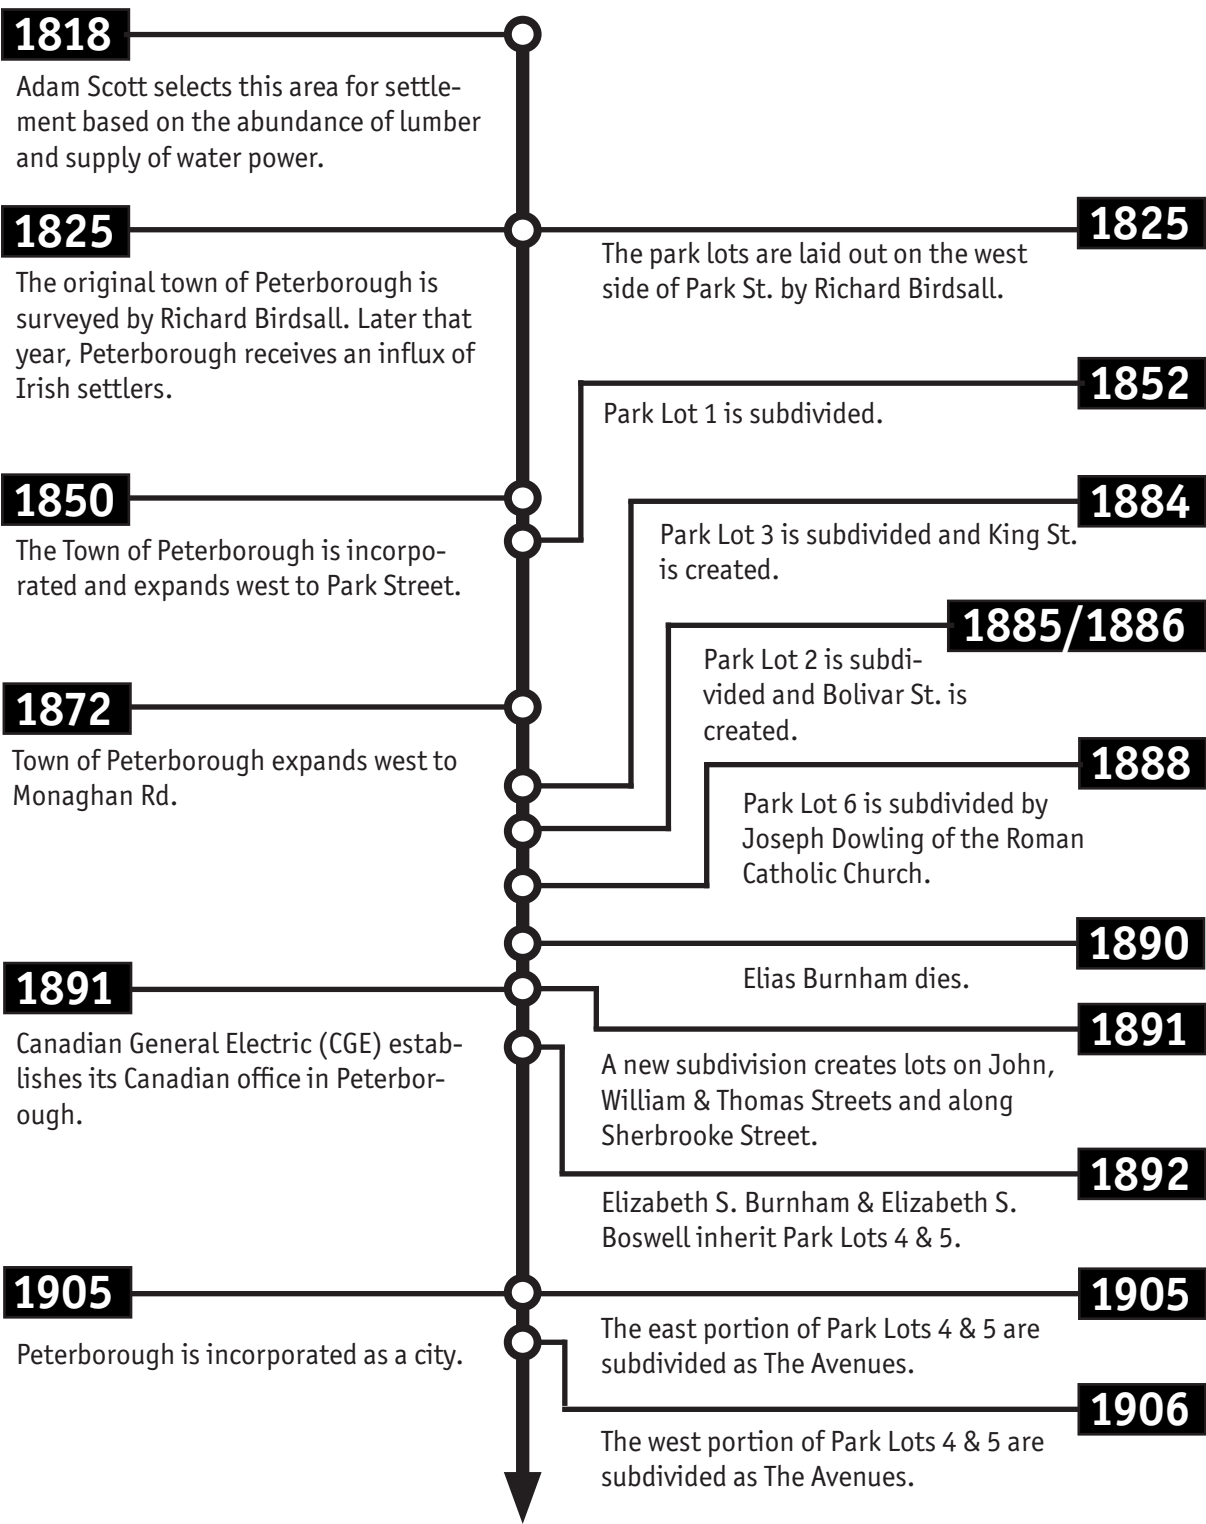 1818
Adam Scott selects this area for settle-
ment based on the abundance of lumber
and supply of water power.
1825
The original town of Peterborough is
surveyed by Richard Birdsall. Later that
year, Peterborough receives an influx of
Irish settlers.
1825
The park lots are laid out on the west
side of Park St. by Richard Birdsall.
1852
Park Lot 1 is subdivided.
1850
The Town of Peterborough is incorpo-
rated and expands west to Park Street.
1884
Park Lot 3 is subdivided and King St.
is created.
1885/1886
Park Lot 2 is subdi-
vided and Bolivar St. is
created.
1872
Town of Peterborough expands west to
Monaghan Rd.
1888
Park Lot 6 is subdivided by
Joseph Dowling of the Roman
Catholic Church.
1890
Elias Burnham dies.
1891
Canadian General Electric (CGE) estab-
lishes its Canadian office in Peterbor-
ough.
1891
A new subdivision creates lots on John,
William & Thomas Streets and along
Sherbrooke Street.
1892
Elizabeth S. Burnham & Elizabeth S.
Boswell inherit Park Lots 4 & 5.
1905
Peterborough is incorporated as a city.
1905
The east portion of Park Lots 4 & 5 are
subdivided as The Avenues.
1906
The west portion of Park Lots 4 & 5 are
subdivided as The Avenues.